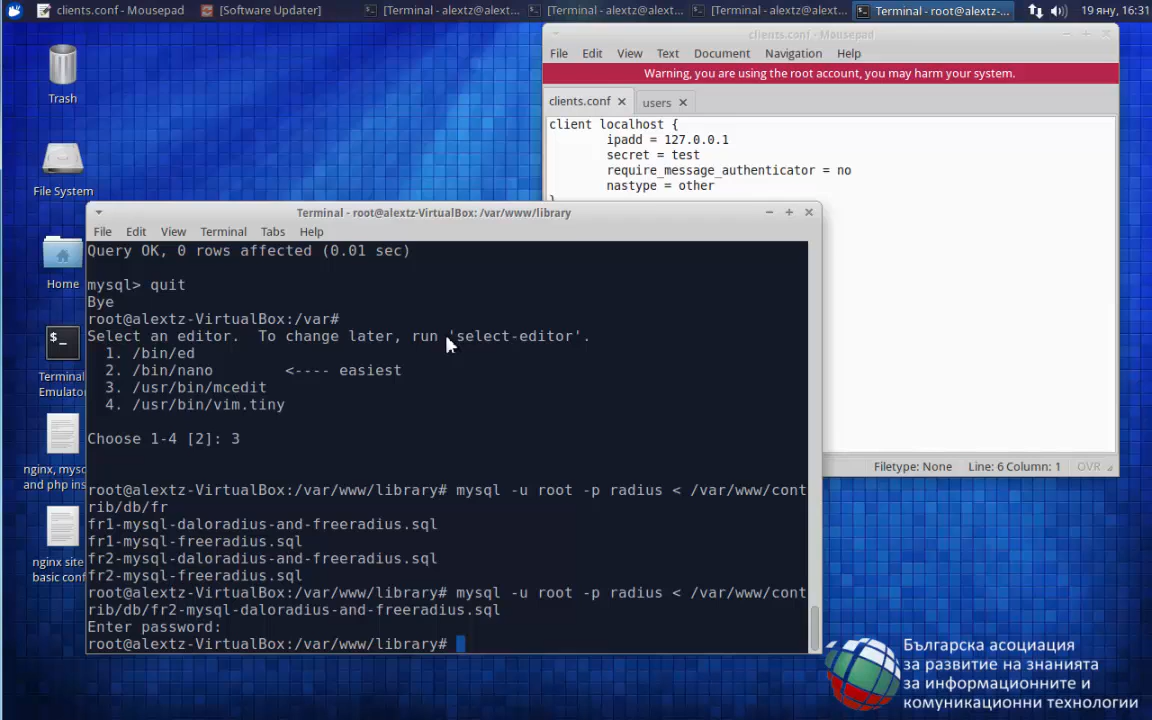 clients.conf - Mousepad
[Software Updater]
[Terminal - alextz@alext...
[Terminal - alextz@alext...
[Terminal - alextz@alext...
Terminal - root@alextz-...
19 яну, 16:31
Trash
File System
Home
Terminal
Emulator
nginx, mysq
and php ins
nginx site
basic conf
clients.conf - Mousepad
File Edit View Text Document Navigation Help
Warning, you are using the root account, you may harm your system.
clients.conf
users
client localhost {
ipadd = 127.0.0.1
secret = test
require_message_authenticator = no
nastype = other
}
Filetype: None Line: 6 Column: 1 OVR
Terminal - root@alextz-VirtualBox: /var/www/library
File Edit View Terminal Tabs Help
Query OK, 0 rows affected (0.01 sec)
mysql> quit
Bye
root@alextz-VirtualBox:/var#
Select an editor.  To change later, run 'select-editor'.
1. /bin/ed
2. /bin/nano        <---- easiest
3. /usr/bin/mcedit
4. /usr/bin/vim.tiny
Choose 1-4 [2]: 3
root@alextz-VirtualBox:/var/www/library# mysql -u root -p radius < /var/www/cont
rib/db/fr
fr1-mysql-daloradius-and-freeradius.sql
fr1-mysql-freeradius.sql
fr2-mysql-daloradius-and-freeradius.sql
fr2-mysql-freeradius.sql
root@alextz-VirtualBox:/var/www/library# mysql -u root -p radius < /var/www/cont
rib/db/fr2-mysql-daloradius-and-freeradius.sql
Enter password:
root@alextz-VirtualBox:/var/www/library#
Българска асоциация
за развитие на знанията
за информационните и
комуникационни технологии